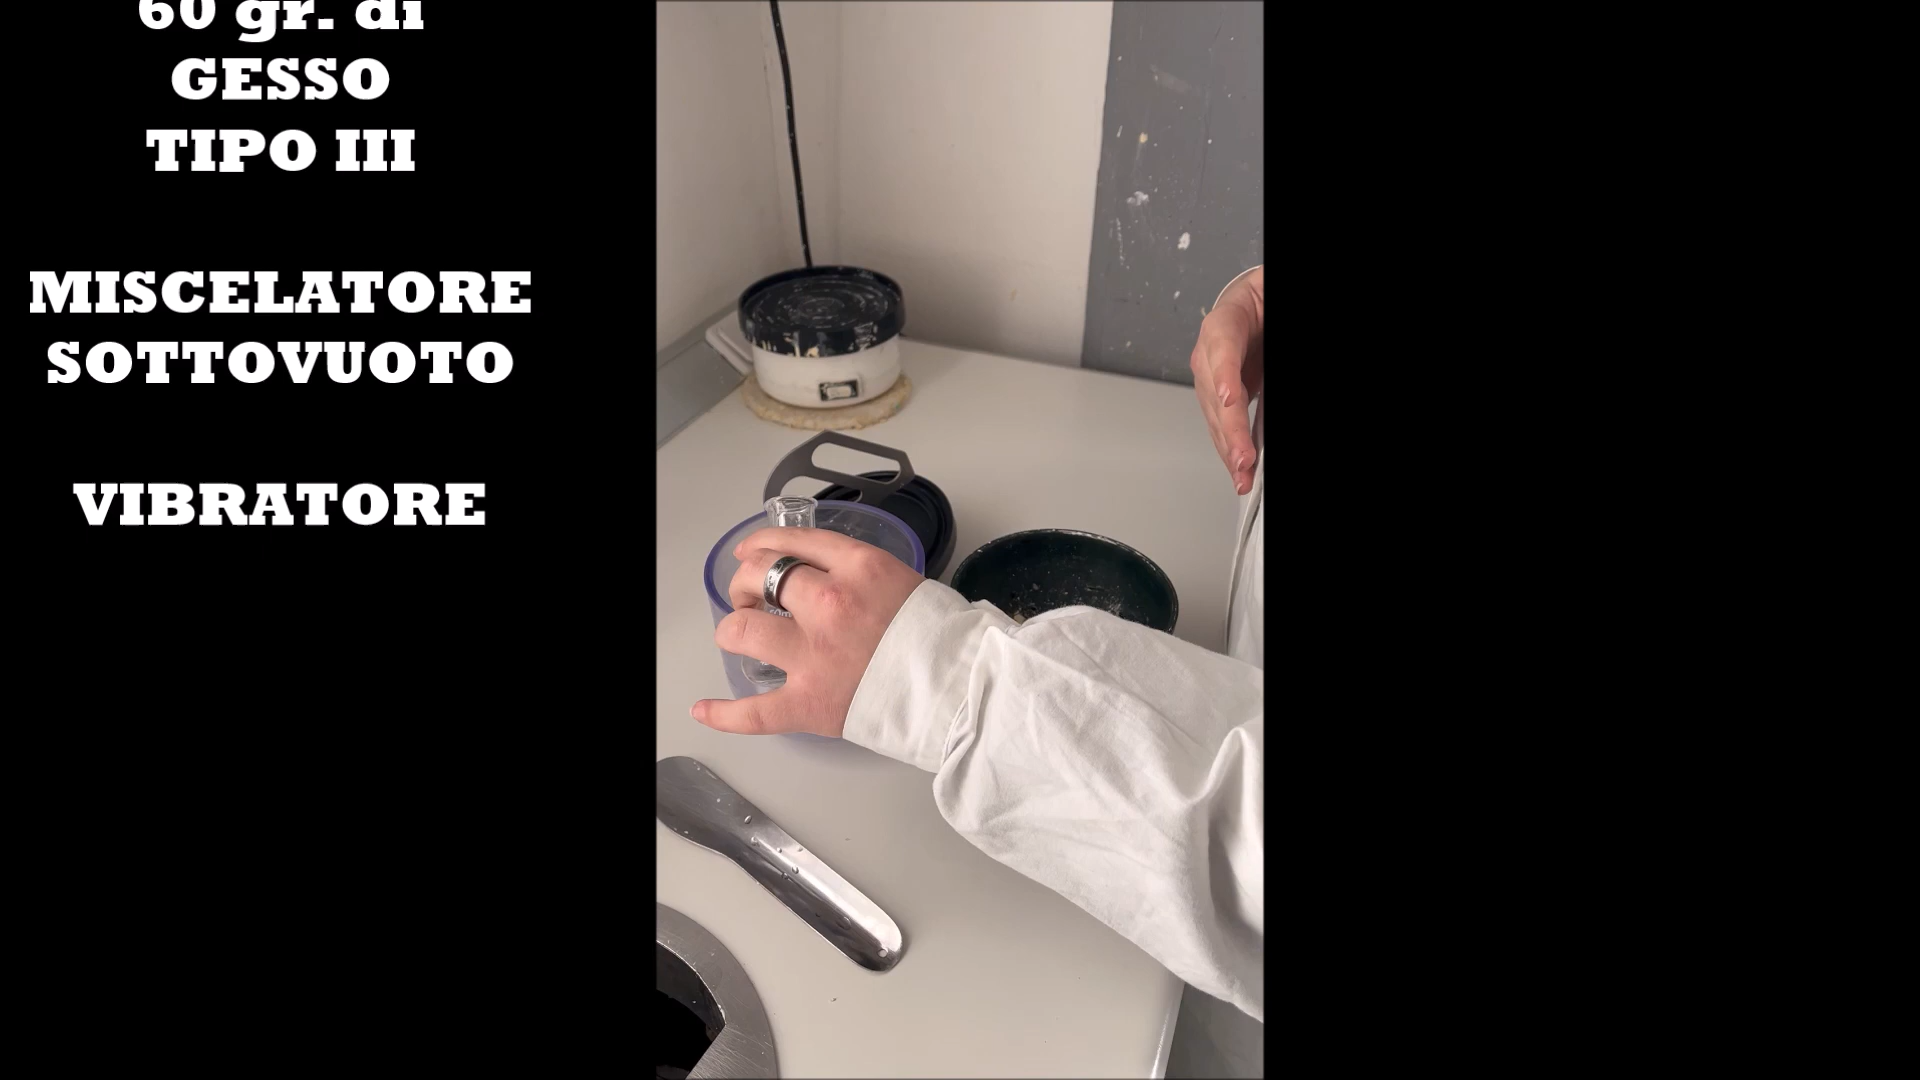 60 gr. di
GESSO
TIPO III
MISCELATORE
SOTTOVUOTO
VIBRATORE